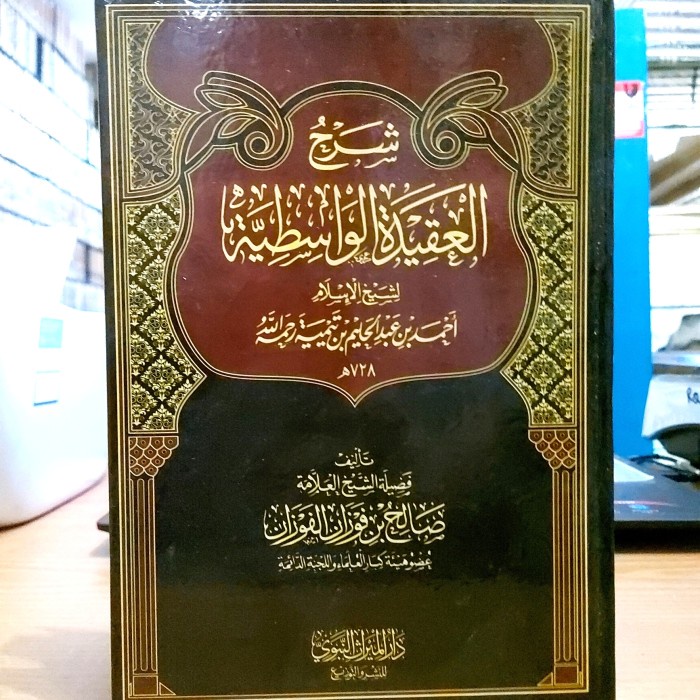 شرح
العقيدة الواسطية
لشيخ الإسلام
أحمد بن عبد الحليم بن تيمية رحمه الله
٧٢٨هـ
تأليف
فضيلة الشيخ العلامة
صالح بن فوزان الفوزان
عضو هيئة كبار العلماء واللجنة الدائمة
دار الميراث النبوي
للنشر والتوزيع
Ra